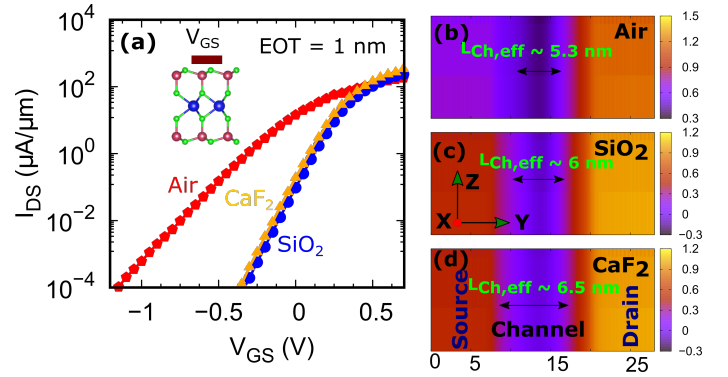 (a)
V_GS
EOT = 1 nm
10^4
10^2
10^0
10^−2
10^−4
I_DS (µA/µm)
Air
CaF_2
SiO_2
−1
−0.5
0
0.5
V_GS (V)
(b)
Air
L_Ch,eff ~ 5.3 nm
1.5
1.3
1.1
0.9
0.7
0.5
0.3
(c)
SiO_2
L_Ch,eff ~ 6 nm
Z
X
Y
1.2
0.9
0.6
0.3
0
−0.3
(d)
CaF_2
L_Ch,eff ~ 6.5 nm
Source
Channel
Drain
1.2
0.9
0.6
0.3
0
−0.3
0
5
15
25